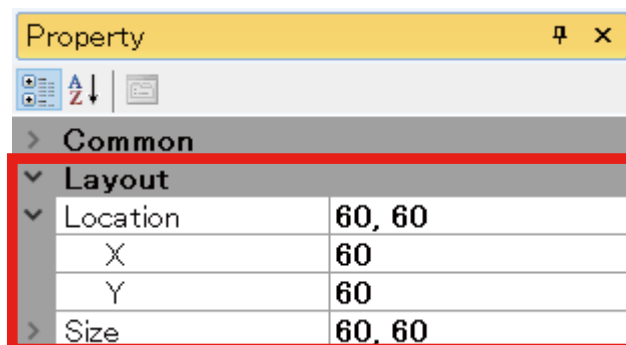 Property
A Z
Common
Layout
Location 60, 60
X 60
Y 60
Size 60, 60